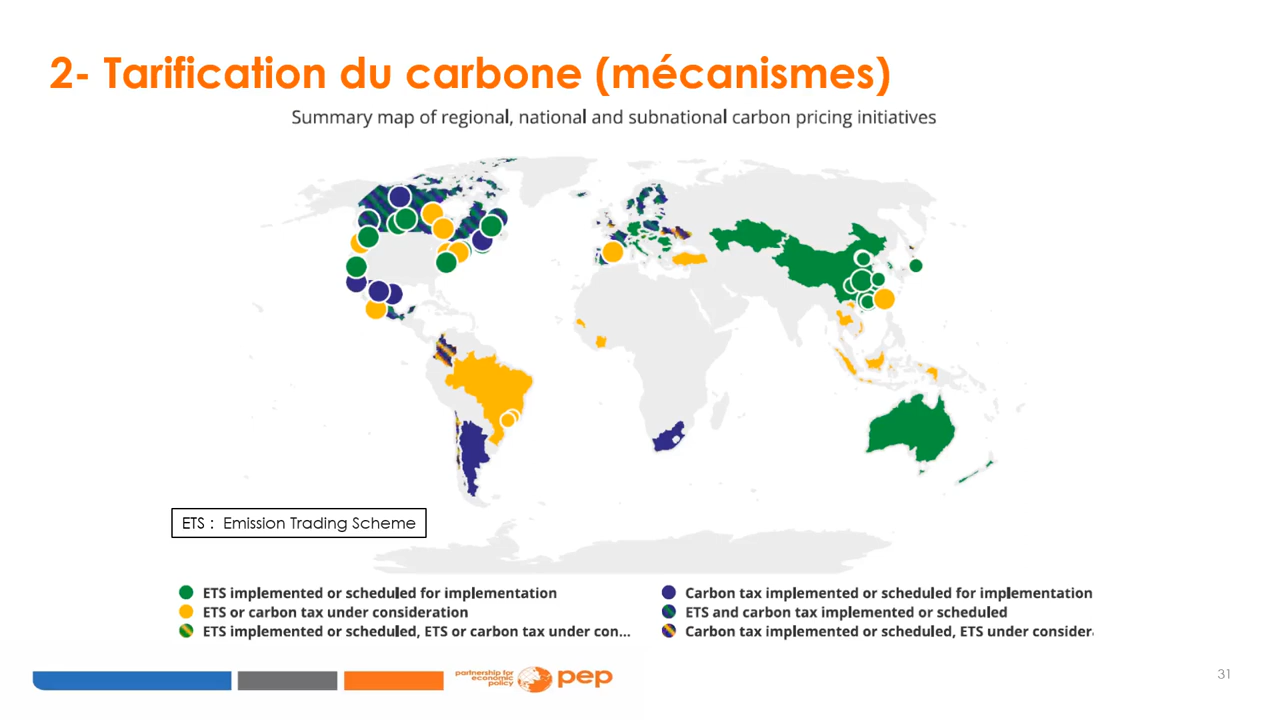 2- Tarification du carbone (mécanismes)
Summary map of regional, national and subnational carbon pricing initiatives
ETS : Emission Trading Scheme
ETS implemented or scheduled for implementation
ETS or carbon tax under consideration
ETS implemented or scheduled, ETS or carbon tax under con...
Carbon tax implemented or scheduled for implementation
ETS and carbon tax implemented or scheduled
Carbon tax implemented or scheduled, ETS under consider
partnership for
economic
policy
pep
31